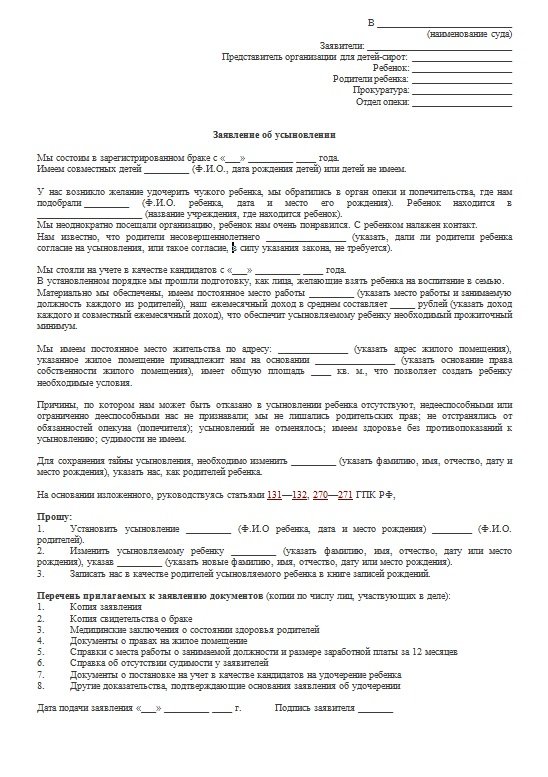 В ___________________________
(наименование суда)
Заявители: _____________________________
Представитель организации для детей-сирот: ____________________
Ребенок: ____________________
Родители ребенка: ____________________
Прокуратура: ____________________
Отдел опеки: ____________________
Заявление об усыновлении
Мы состоим в зарегистрированном браке с «___» _________ ____ года.
Имеем совместных детей _________ (Ф.И.О., дата рождения детей) или детей не имеем.
У нас возникло желание удочерить чужого ребенка, мы обратились в орган опеки и попечительства, где нам
подобрали _________ (Ф.И.О. ребенка, дата и место его рождения). Ребенок находится в
_____________________ (название учреждения, где находится ребенок).
Мы неоднократно посещали организацию, ребенок нам очень понравился. С ребенком налажен контакт.
Нам известно, что родители несовершеннолетнего ________________ (указать, дали ли родители ребенка
согласие на усыновления, или такое согласие, в силу указания закона, не требуется).
Мы стояли на учете в качестве кандидатов с «___» _________ ____ года.
В установленном порядке мы прошли подготовку, как лица, желающие взять ребенка на воспитание в семью.
Материально мы обеспечены, имеем постоянное место работы _________ (указать место работы и занимаемую
должность каждого из родителей), наш ежемесячный доход в среднем составляет _____ рублей (указать доход
каждого и совместный ежемесячный доход), что обеспечит усыновляемому ребенку необходимый прожиточный
минимум.
Мы имеем постоянное место жительства по адресу: ______________ (указать адрес жилого помещения),
указанное жилое помещение принадлежит нам на основании ________________ (указать основание права
собственности жилого помещения), имеет общую площадь ____ кв. м., что позволяет создать ребенку
необходимые условия.
Причины, по котором нам может быть отказано в усыновлении ребенка отсутствуют, недееспособными или
ограниченно дееспособными нас не признавали; мы не лишались родительских прав; не отстранялись от
обязанностей опекуна (попечителя); усыновлений не отменялось; имеем здоровье без противопоказаний к
усыновлению; судимости не имеем.
Для сохранения тайны усыновления, необходимо изменить _________ (указать фамилию, имя, отчество, дату и
место рождения), указать нас, как родителей ребенка.
На основании изложенного, руководствуясь статьями 131—132, 270—271 ГПК РФ,
Прошу:
1. Установить усыновление _________ (Ф.И.О ребенка, дата и место рождения) ________ (Ф.И.О.
родителей).
2. Изменить усыновляемому ребенку _________ (указать фамилию, имя, отчество, дату или место
рождения), указав _________ (указать новые фамилию, имя, отчество, дату или место рождения).
3. Записать нас в качестве родителей усыновляемого ребенка в книге записей рождений.
Перечень прилагаемых к заявлению документов (копии по числу лиц, участвующих в деле):
1. Копия заявления
2. Копия свидетельства о браке
3. Медицинские заключения о состоянии здоровья родителей
4. Документы о правах на жилое помещение
5. Справки с места работы о занимаемой должности и размере заработной платы за 12 месяцев
6. Справка об отсутствии судимости у заявителей
7. Документы о постановке на учет в качестве кандидатов на удочерение ребенка
8. Другие доказательства, подтверждающие основания заявления об удочерении
Дата подачи заявления «___» _________ ____ г. Подпись заявителя _______